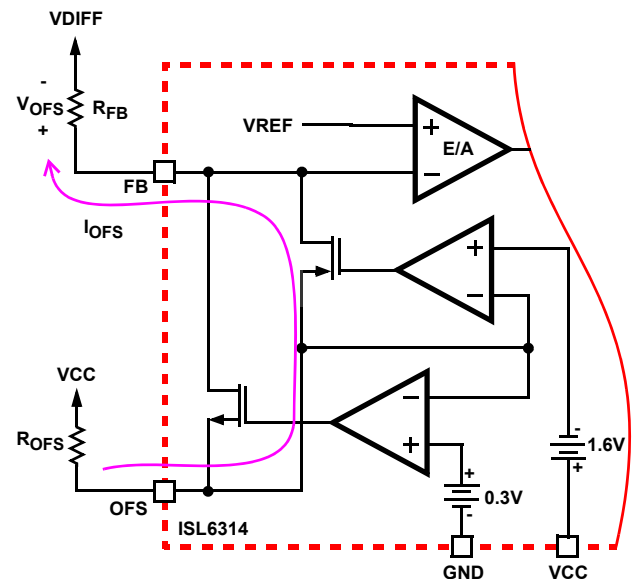 VDIFF
-
VOFS
+
RFB
VREF
+
-
E/A
FB
IOFS
+
-
VCC
ROFS
-
+
-
1.6V
+
+
0.3V
-
OFS
ISL6314
GND
VCC